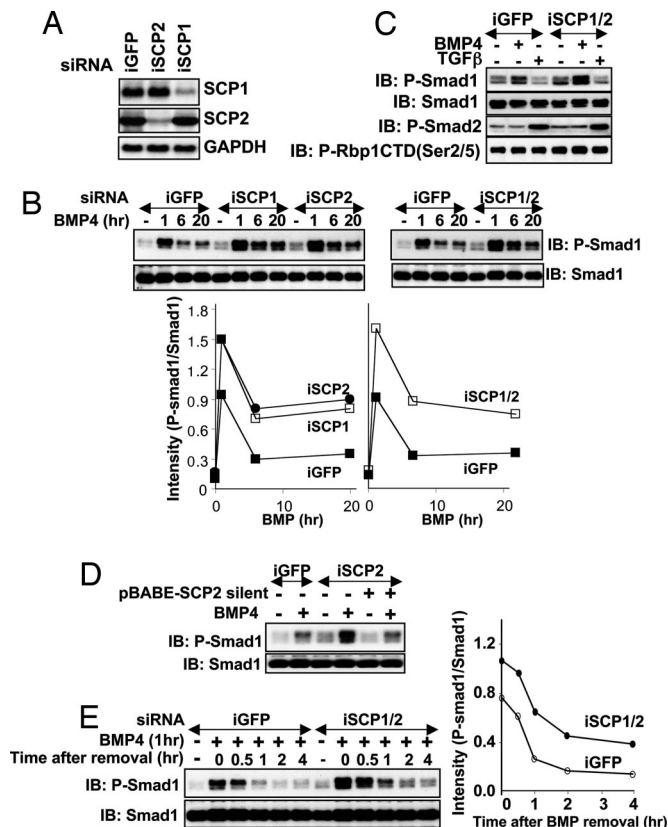 A
siRNA iGFP iSCP2 iSCP1
SCP1
SCP2
GAPDH
C
iGFP iSCP1/2
BMP4 - + - - + -
TGFβ - - + - - +
IB: P-Smad1
IB: Smad1
IB: P-Smad2
IB: P-Rbp1CTD(Ser2/5)
B
siRNA iGFP iSCP1 iSCP2 iGFP iSCP1/2
BMP4 (hr) - 1 6 20 - 1 6 20 - 1 6 20 - 1 6 20 - 1 6 20
IB: P-Smad1
IB: Smad1
Intensity (P-smad1/Smad1)
1.8
1.5
1.2
0.9
0.6
0.3
0
iSCP2
iSCP1
iGFP
0 10 20
BMP (hr)
iSCP1/2
iGFP
0 10 20
BMP (hr)
D
iGFP iSCP2
pBABE-SCP2 silent - - - - + +
BMP4 - + - + - +
IB: P-Smad1
IB: Smad1
E
siRNA iGFP iSCP1/2
BMP4 (1hr) - + + + + + - + + + + +
Time after removal (hr) 0 0.5 1 2 4 0 0.5 1 2 4
IB: P-Smad1
IB: Smad1
Intensity (P-smad1/Smad1)
1.2
0.8
0.4
0.0
iSCP1/2
iGFP
0 1 2 3 4
Time after BMP removal (hr)